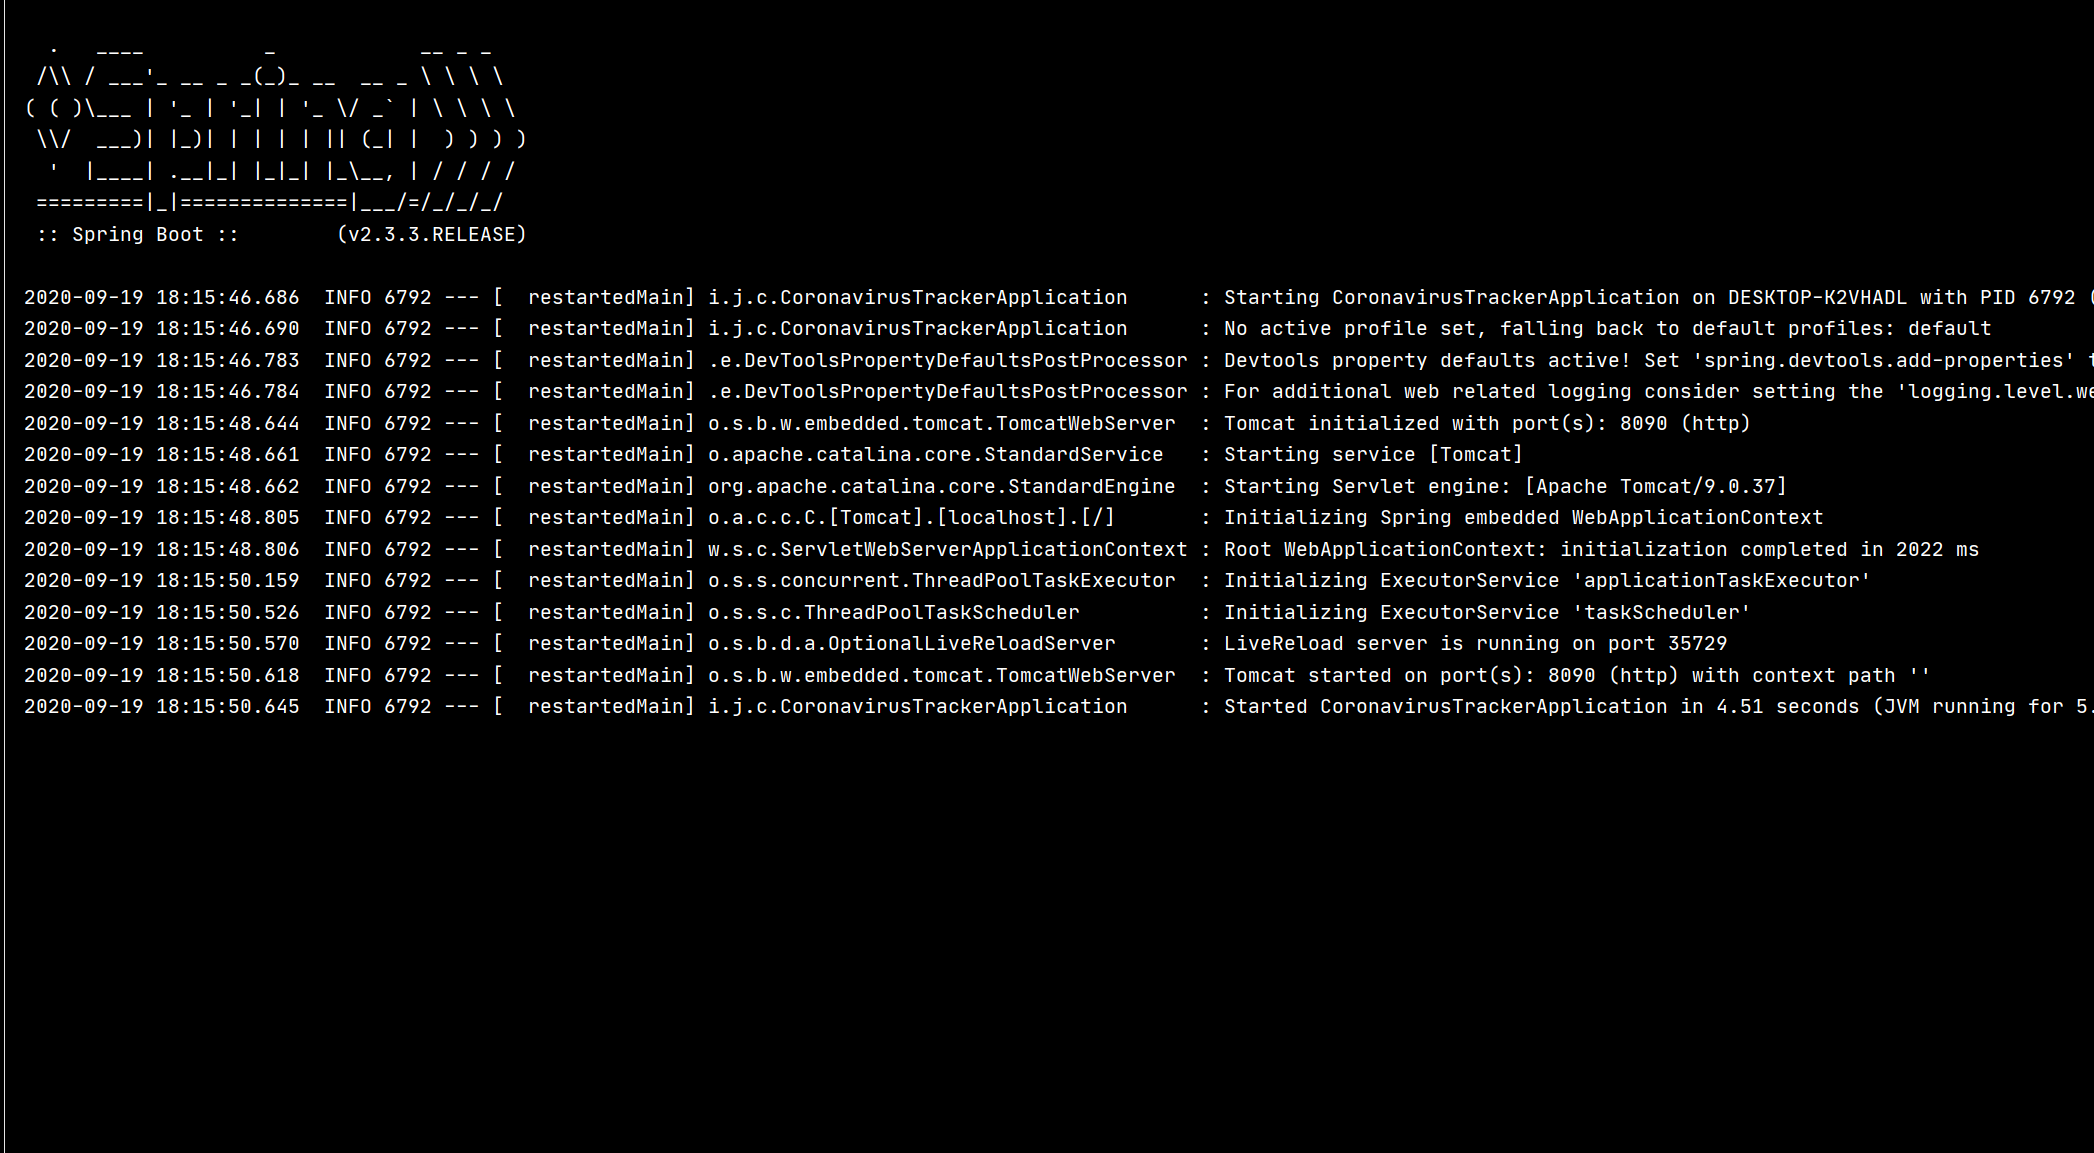 .   ____          _            __ _ _
 /\\ / ___'_ __ _ _(_)_ __  __ _ \ \ \ \
( ( )\___ | '_ | '_| | '_ \/ _` | \ \ \ \
 \\/  ___)| |_)| | | | | || (_| |  ) ) ) )
  '  |____| .__|_| |_|_| |_\__, | / / / /
 =========|_|==============|___/=/_/_/_/
 :: Spring Boot ::        (v2.3.3.RELEASE)
2020-09-19 18:15:46.686  INFO 6792 --- [  restartedMain] i.j.c.CoronavirusTrackerApplication      : Starting CoronavirusTrackerApplication on DESKTOP-K2VHADL with PID 6792 (
2020-09-19 18:15:46.690  INFO 6792 --- [  restartedMain] i.j.c.CoronavirusTrackerApplication      : No active profile set, falling back to default profiles: default
2020-09-19 18:15:46.783  INFO 6792 --- [  restartedMain] .e.DevToolsPropertyDefaultsPostProcessor : Devtools property defaults active! Set 'spring.devtools.add-properties' t
2020-09-19 18:15:46.784  INFO 6792 --- [  restartedMain] .e.DevToolsPropertyDefaultsPostProcessor : For additional web related logging consider setting the 'logging.level.we
2020-09-19 18:15:48.644  INFO 6792 --- [  restartedMain] o.s.b.w.embedded.tomcat.TomcatWebServer  : Tomcat initialized with port(s): 8090 (http)
2020-09-19 18:15:48.661  INFO 6792 --- [  restartedMain] o.apache.catalina.core.StandardService   : Starting service [Tomcat]
2020-09-19 18:15:48.662  INFO 6792 --- [  restartedMain] org.apache.catalina.core.StandardEngine  : Starting Servlet engine: [Apache Tomcat/9.0.37]
2020-09-19 18:15:48.805  INFO 6792 --- [  restartedMain] o.a.c.c.C.[Tomcat].[localhost].[/]       : Initializing Spring embedded WebApplicationContext
2020-09-19 18:15:48.806  INFO 6792 --- [  restartedMain] w.s.c.ServletWebServerApplicationContext : Root WebApplicationContext: initialization completed in 2022 ms
2020-09-19 18:15:50.159  INFO 6792 --- [  restartedMain] o.s.s.concurrent.ThreadPoolTaskExecutor  : Initializing ExecutorService 'applicationTaskExecutor'
2020-09-19 18:15:50.526  INFO 6792 --- [  restartedMain] o.s.s.c.ThreadPoolTaskScheduler          : Initializing ExecutorService 'taskScheduler'
2020-09-19 18:15:50.570  INFO 6792 --- [  restartedMain] o.s.b.d.a.OptionalLiveReloadServer       : LiveReload server is running on port 35729
2020-09-19 18:15:50.618  INFO 6792 --- [  restartedMain] o.s.b.w.embedded.tomcat.TomcatWebServer  : Tomcat started on port(s): 8090 (http) with context path ''
2020-09-19 18:15:50.645  INFO 6792 --- [  restartedMain] i.j.c.CoronavirusTrackerApplication      : Started CoronavirusTrackerApplication in 4.51 seconds (JVM running for 5.